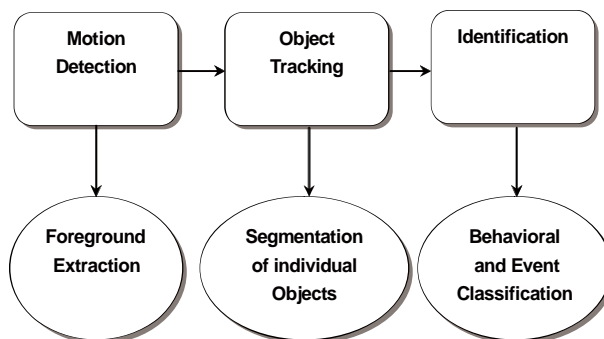 Motion
Detection
Object
Tracking
Identification
Foreground
Extraction
Segmentation
of individual
Objects
Behavioral
and Event
Classification